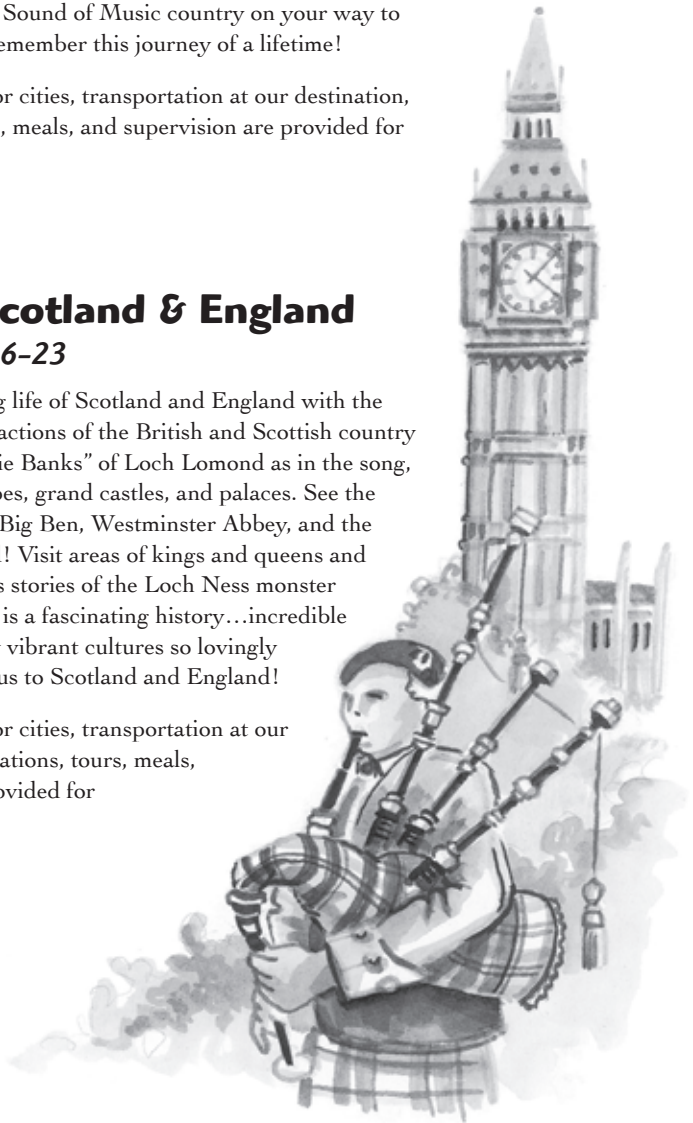 Sound of Music country on your way to
emember this journey of a lifetime!
or cities, transportation at our destination,
, meals, and supervision are provided for
cotland & England
6–23
g life of Scotland and England with the
actions of the British and Scottish country
ie Banks” of Loch Lomond as in the song,
oes, grand castles, and palaces. See the
Big Ben, Westminster Abbey, and the
! Visit areas of kings and queens and
s stories of the Loch Ness monster
is a fascinating history…incredible
vibrant cultures so lovingly
us to Scotland and England!
or cities, transportation at our
ations, tours, meals,
ovided for